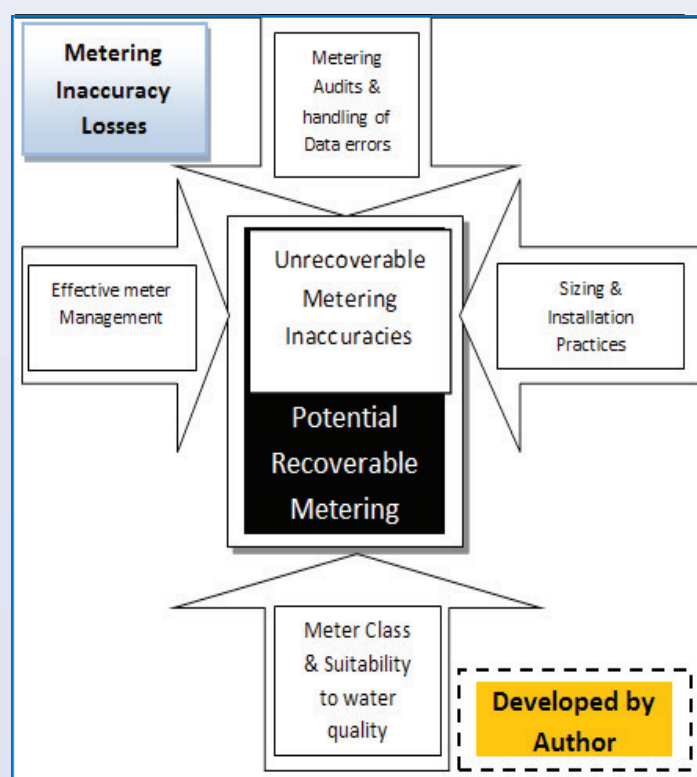 Metering
Inaccuracy
Losses
Metering
Audits &
handling of
Data errors
Effective meter
Management
Unrecoverable
Metering
Inaccuracies
Potential
Recoverable
Metering
Sizing &
Installation
Practices
Meter Class
& Suitability
to water
quality
Developed by
Author